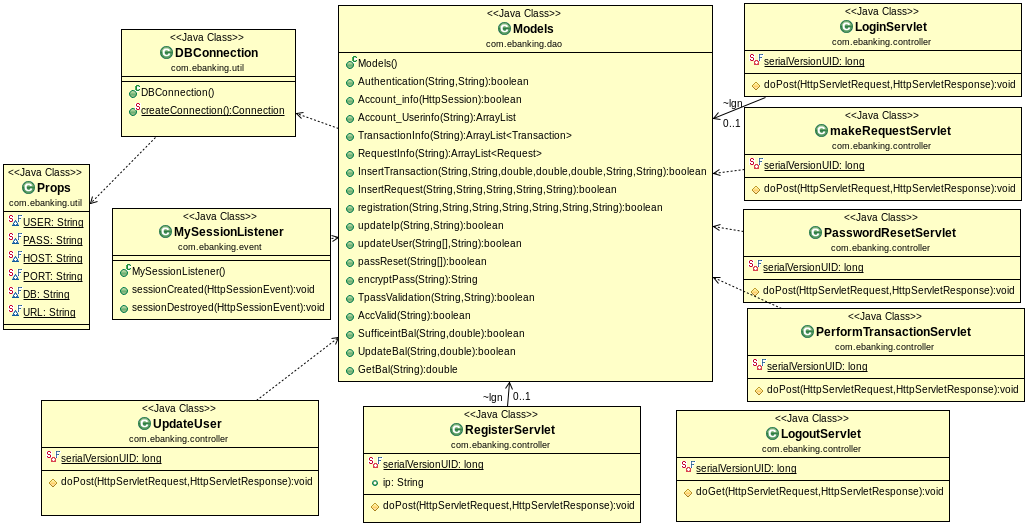 <<Java Class>>
DBConnection
com.ebanking.util
DBConnection()
createConnection():Connection
<<Java Class>>
Props
com.ebanking.util
USER: String
PASS: String
HOST: String
PORT: String
DB: String
URL: String
<<Java Class>>
MySessionListener
com.ebanking.event
MySessionListener()
sessionCreated(HttpSessionEvent):void
sessionDestroyed(HttpSessionEvent):void
<<Java Class>>
Models
com.ebanking.dao
Models()
Authentication(String,String):boolean
Account_info(HttpSession):boolean
Account_Userinfo(String):ArrayList
TransactionInfo(String):ArrayList<Transaction>
RequestInfo(String):ArrayList<Request>
InsertTransaction(String,String,double,double,double,String,String):boolean
InsertRequest(String,String,String,String,String):boolean
registration(String,String,String,String,String,String,String):boolean
updateIp(String,String):boolean
updateUser(String[],String):boolean
passReset(String[]):boolean
encryptPass(String):String
TpassValidation(String,String):boolean
AccValid(String):boolean
SufficeintBal(String,double):boolean
UpdateBal(String,double):boolean
GetBal(String):double
<<Java Class>>
LoginServlet
com.ebanking.controller
serialVersionUID: long
doPost(HttpServletRequest,HttpServletResponse):void
~lgn
0..1
<<Java Class>>
makeRequestServlet
com.ebanking.controller
serialVersionUID: long
doPost(HttpServletRequest,HttpServletResponse):void
<<Java Class>>
PasswordResetServlet
com.ebanking.controller
serialVersionUID: long
doPost(HttpServletRequest,HttpServletResponse):void
<<Java Class>>
PerformTransactionServlet
com.ebanking.controller
serialVersionUID: long
doPost(HttpServletRequest,HttpServletResponse):void
<<Java Class>>
UpdateUser
com.ebanking.controller
serialVersionUID: long
doPost(HttpServletRequest,HttpServletResponse):void
~lgn 0..1
<<Java Class>>
RegisterServlet
com.ebanking.controller
serialVersionUID: long
ip: String
doPost(HttpServletRequest,HttpServletResponse):void
<<Java Class>>
LogoutServlet
com.ebanking.controller
serialVersionUID: long
doGet(HttpServletRequest,HttpServletResponse):void